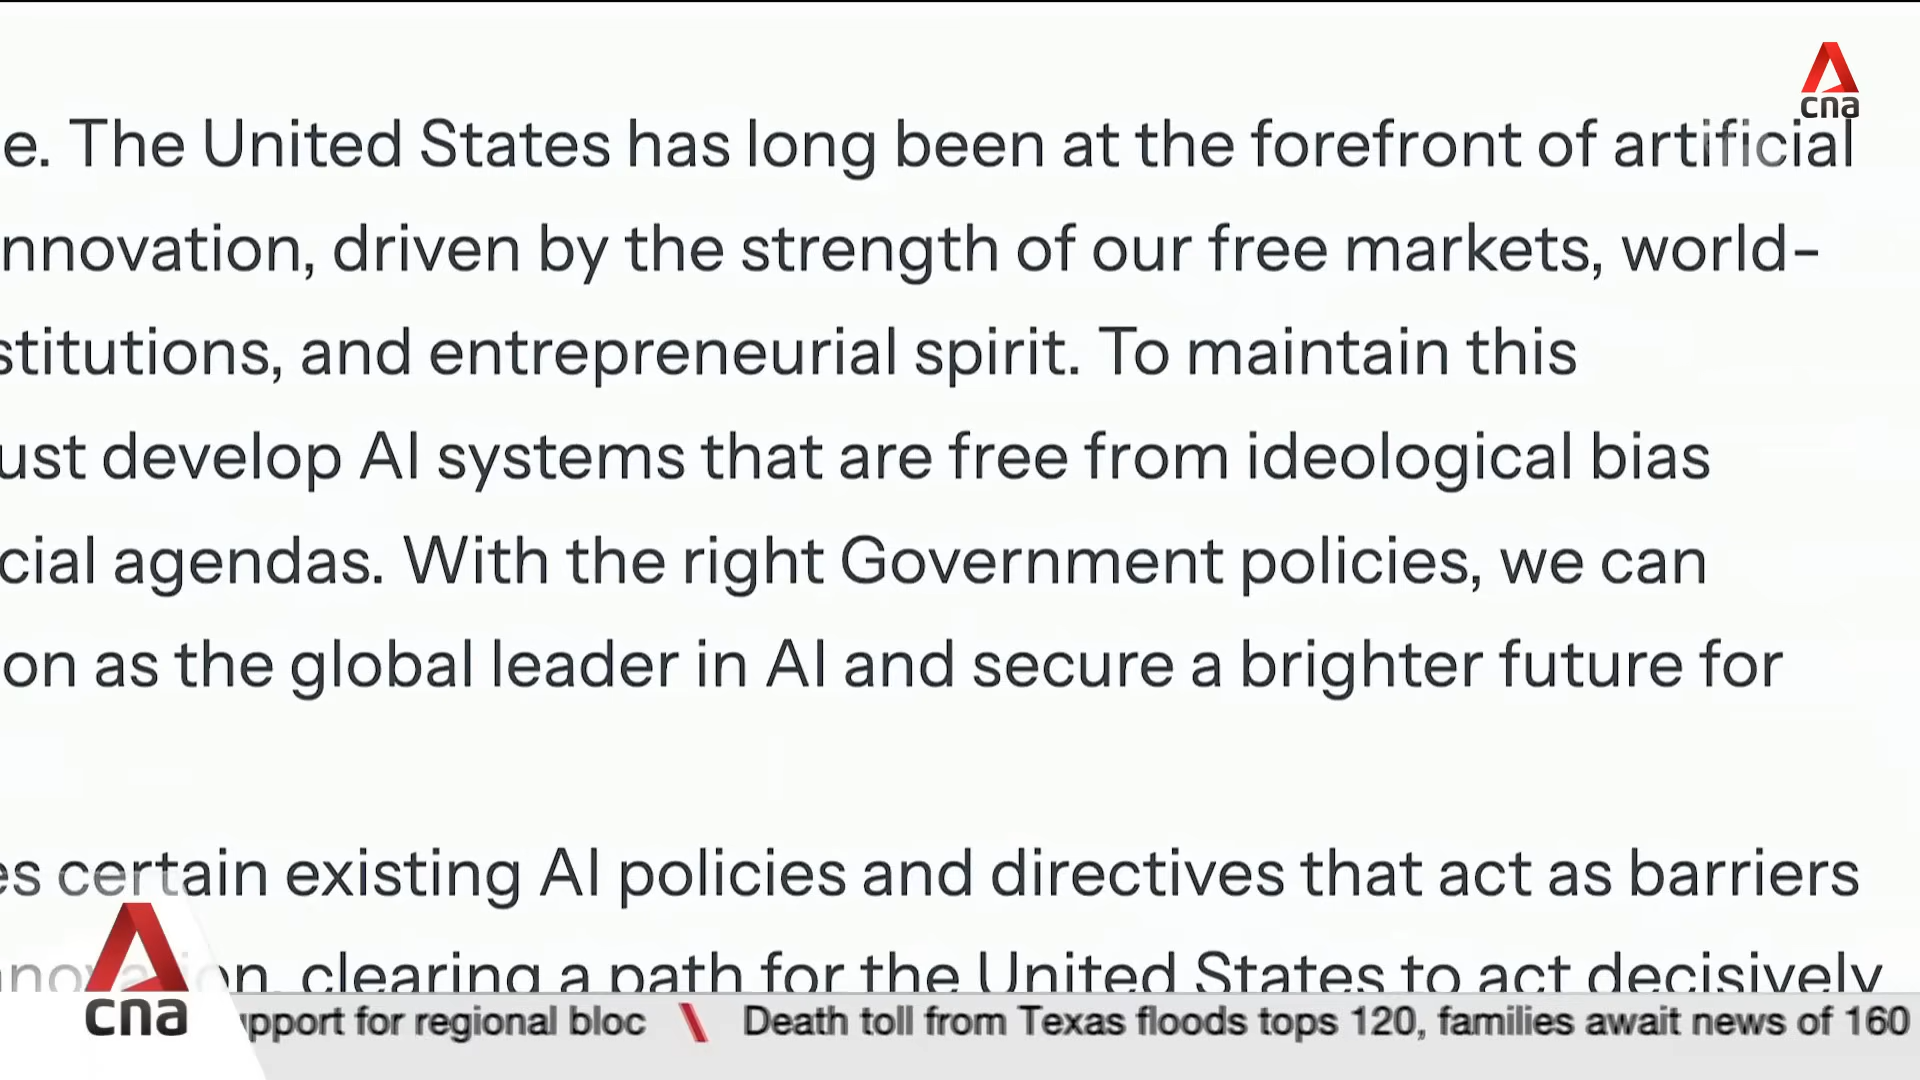 cna
e. The United States has long been at the forefront of artificial
nnovation, driven by the strength of our free markets, world-
stitutions, and entrepreneurial spirit. To maintain this
ust develop AI systems that are free from ideological bias
cial agendas. With the right Government policies, we can
on as the global leader in AI and secure a brighter future for
es certain existing AI policies and directives that act as barriers
clearing a path for the United States to act decisively
cna
pport for regional bloc \ Death toll from Texas floods tops 120, families await news of 160